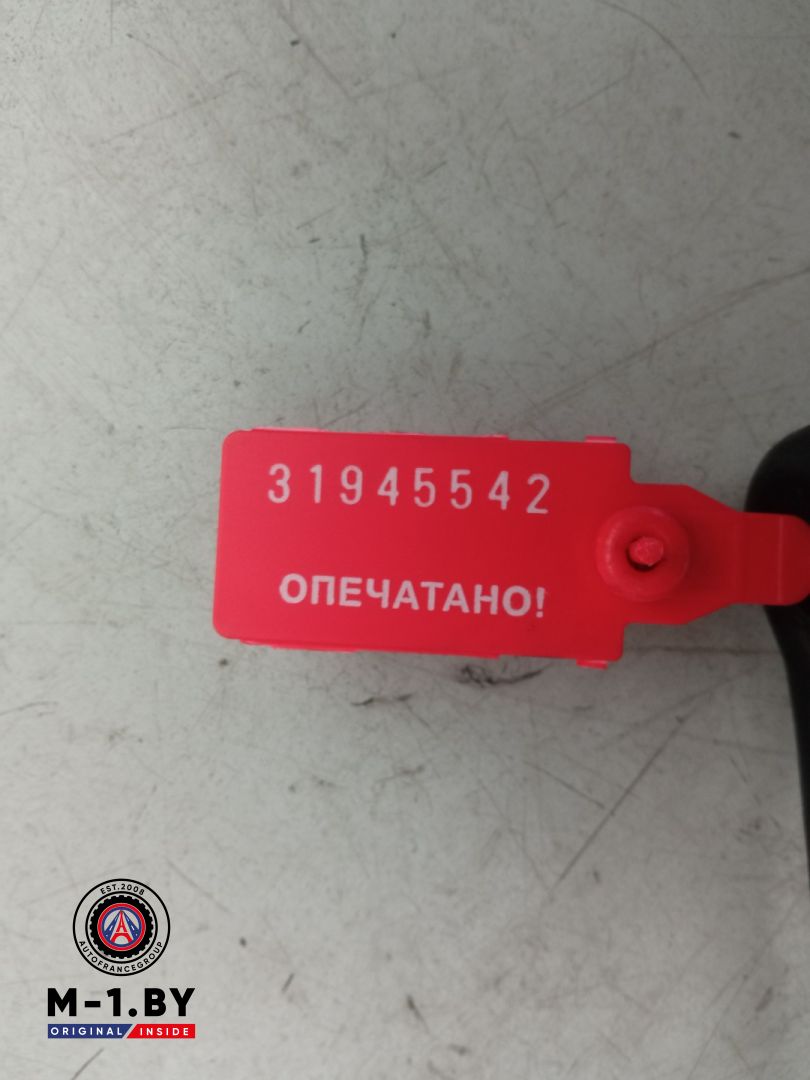 31945542
ОПЕЧАТАНО!
EST.2008
AUTOFRANCEGROUP
M-1.BY
ORIGINAL INSIDE